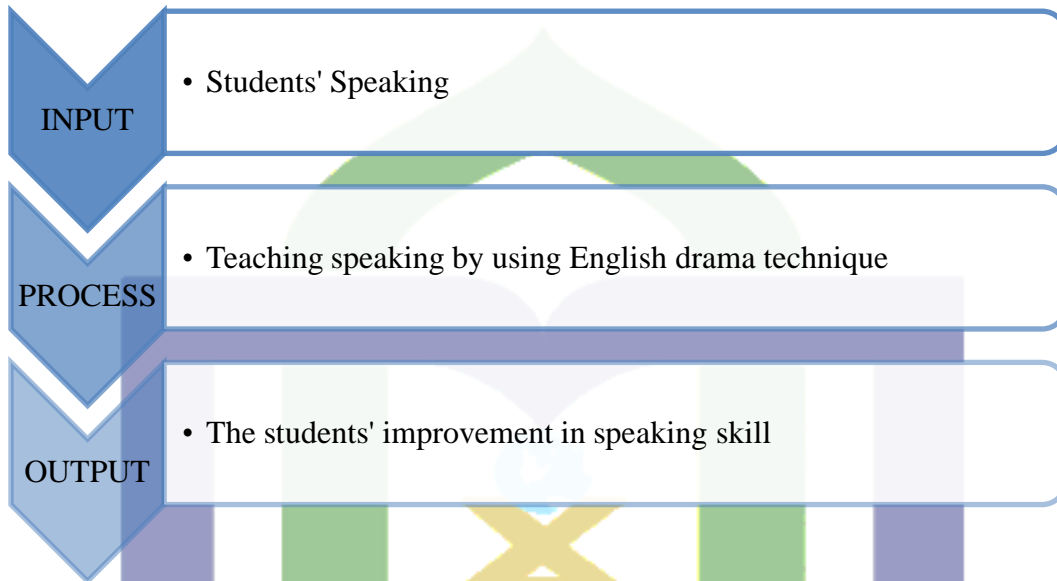 INPUT
• Students' Speaking
PROCESS
• Teaching speaking by using English drama technique
OUTPUT
• The students' improvement in speaking skill